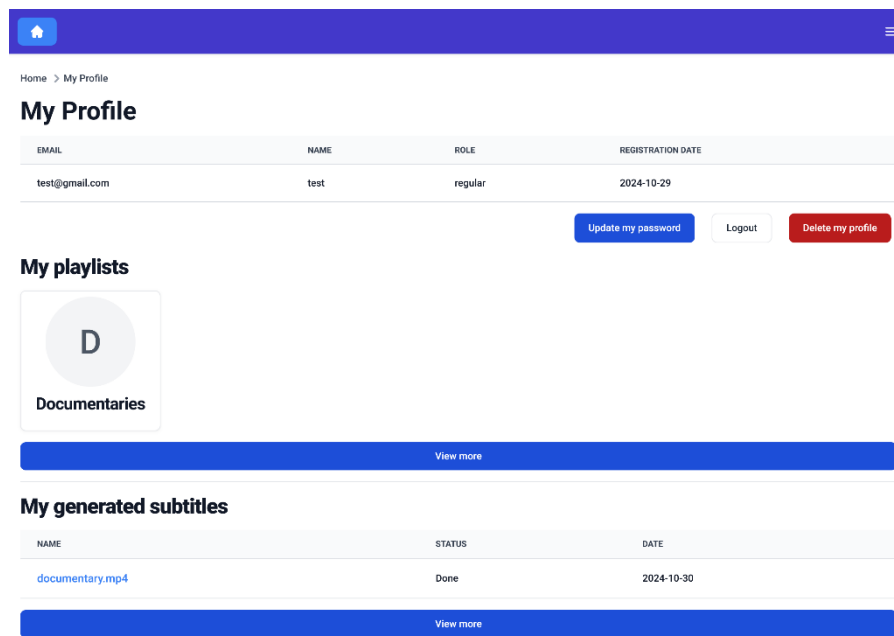 Home > My Profile
My Profile
EMAIL NAME ROLE REGISTRATION DATE
test@gmail.com test regular 2024-10-29
Update my password Logout Delete my profile
My playlists
D
Documentaries
View more
My generated subtitles
NAME STATUS DATE
documentary.mp4 Done 2024-10-30
View more